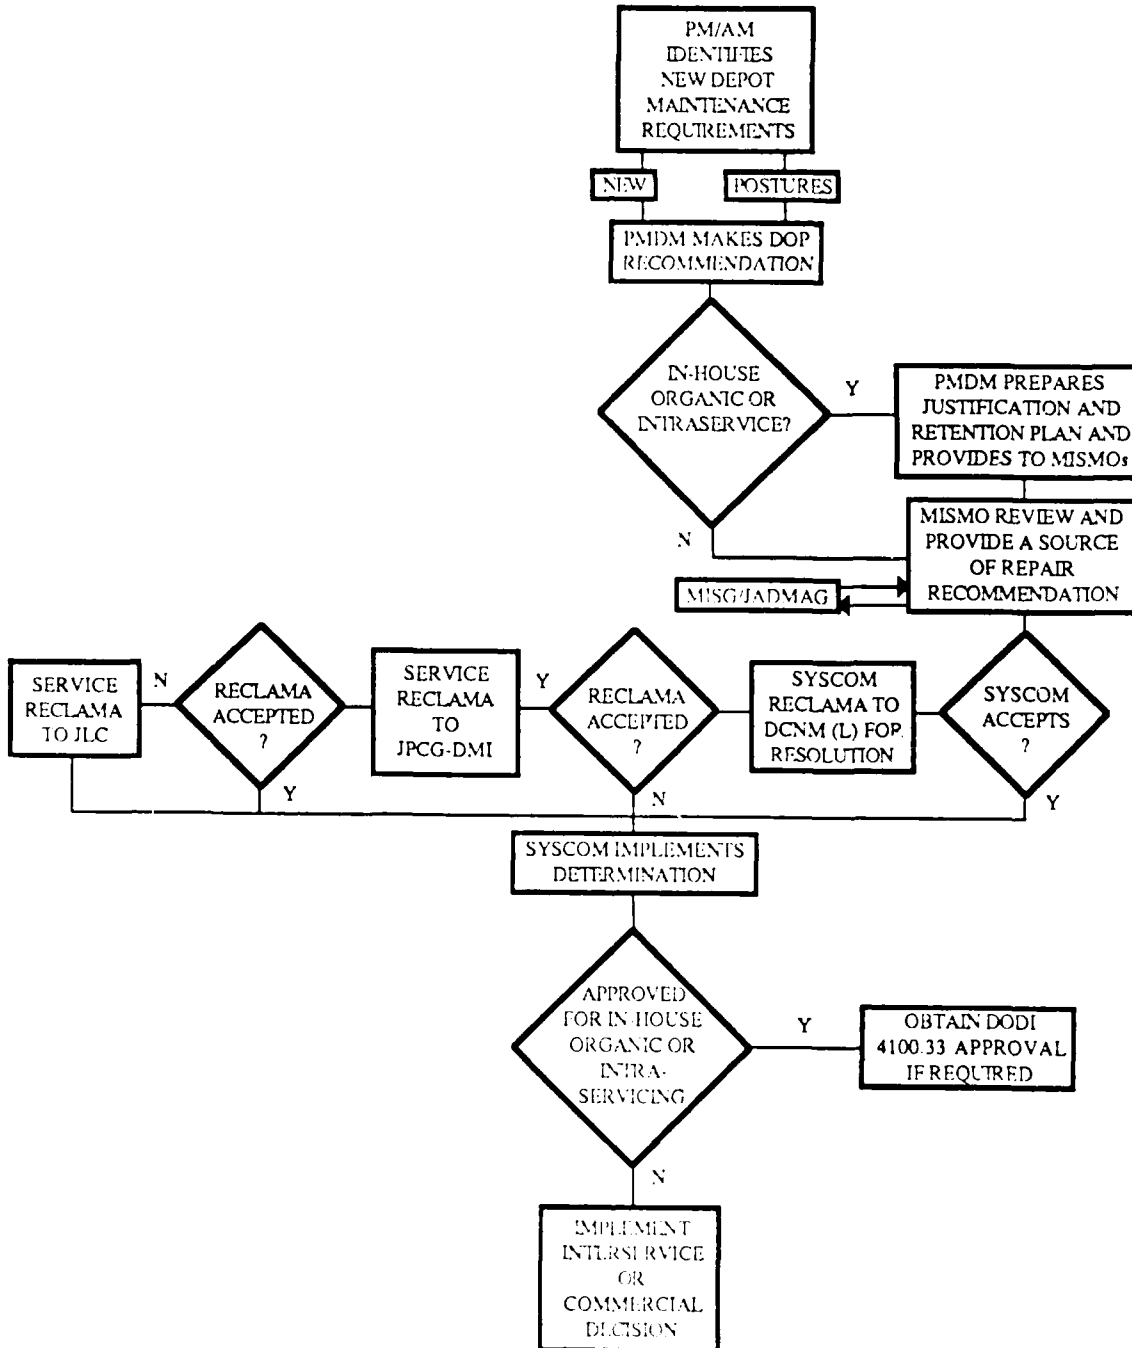 PM/AM
IDENTIFIES
NEW DEPOT
MAINTENANCE
REQUIREMENTS
NEW
POSTURES
PMDM MAKES DOP
RECOMMENDATION
IN-HOUSE
ORGANIC OR
INTRASERVICE?
Y
PMDM PREPARES
JUSTIFICATION AND
RETENTION PLAN AND
PROVIDES TO MISMOs
N
MISMO REVIEW AND
PROVIDE A SOURCE
OF REPAIR
RECOMMENDATION
MISG/JADMAG
SERVICE
RECLAMA
TO JLC
N
RECLAMA
ACCEPTED
?
Y
SERVICE
RECLAMA
TO
JPCG-DMI
Y
RECLAMA
ACCEPTED
?
N
SYSCOM
RECLAMA TO
DCNM (L) FOR
RESOLUTION
SYSCOM
ACCEPTS
?
Y
SYSCOM IMPLEMENTS
DETERMINATION
APPROVED
FOR IN-HOUSE
ORGANIC OR
INTRA-
SERVICING
Y
OBTAIN DODI
4100.33 APPROVAL
IF REQUIRED
N
IMPLEMENT
INTERSERVICE
OR
COMMERCIAL
DECISION